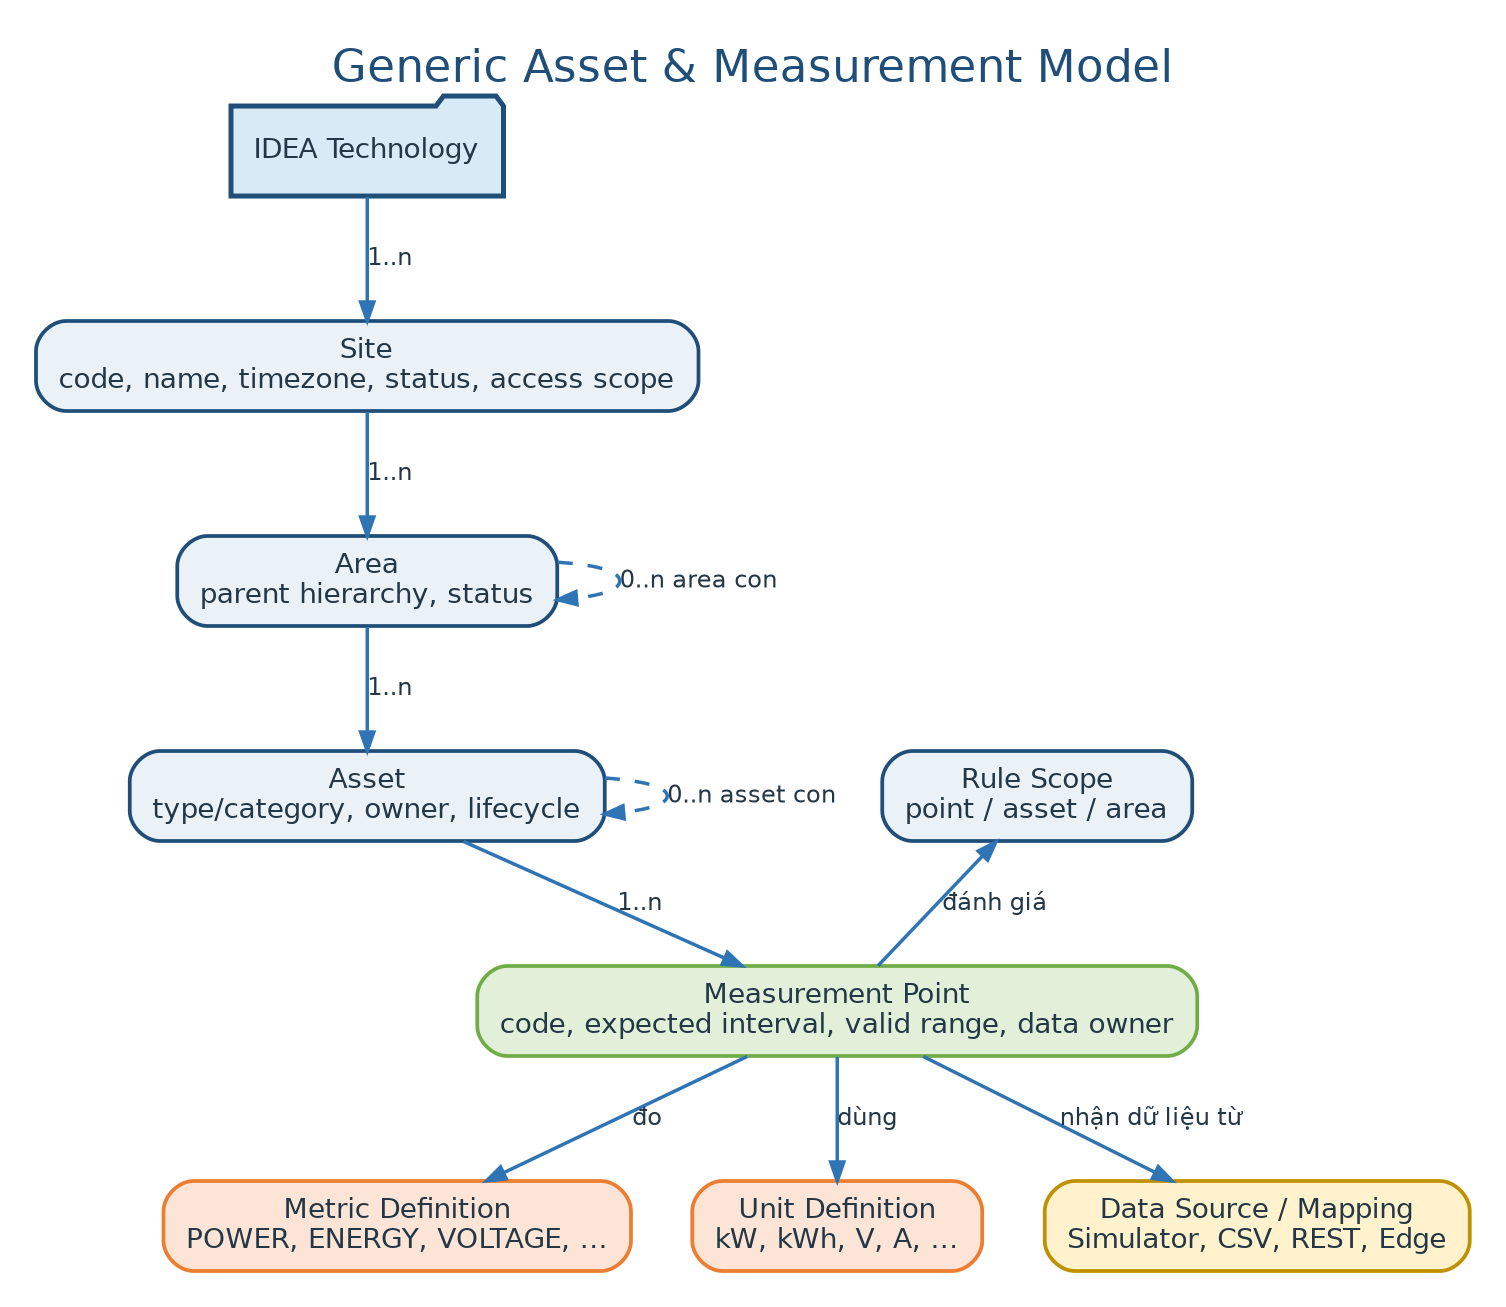 Generic Asset & Measurement Model
IDEA Technology
1..n
Site
code, name, timezone, status, access scope
1..n
Area
parent hierarchy, status
0..n area con
1..n
Asset
type/category, owner, lifecycle
0..n asset con
Rule Scope
point / asset / area
1..n
đánh giá
Measurement Point
code, expected interval, valid range, data owner
đo
dùng
nhận dữ liệu từ
Metric Definition
POWER, ENERGY, VOLTAGE, ...
Unit Definition
kW, kWh, V, A, ...
Data Source / Mapping
Simulator, CSV, REST, Edge